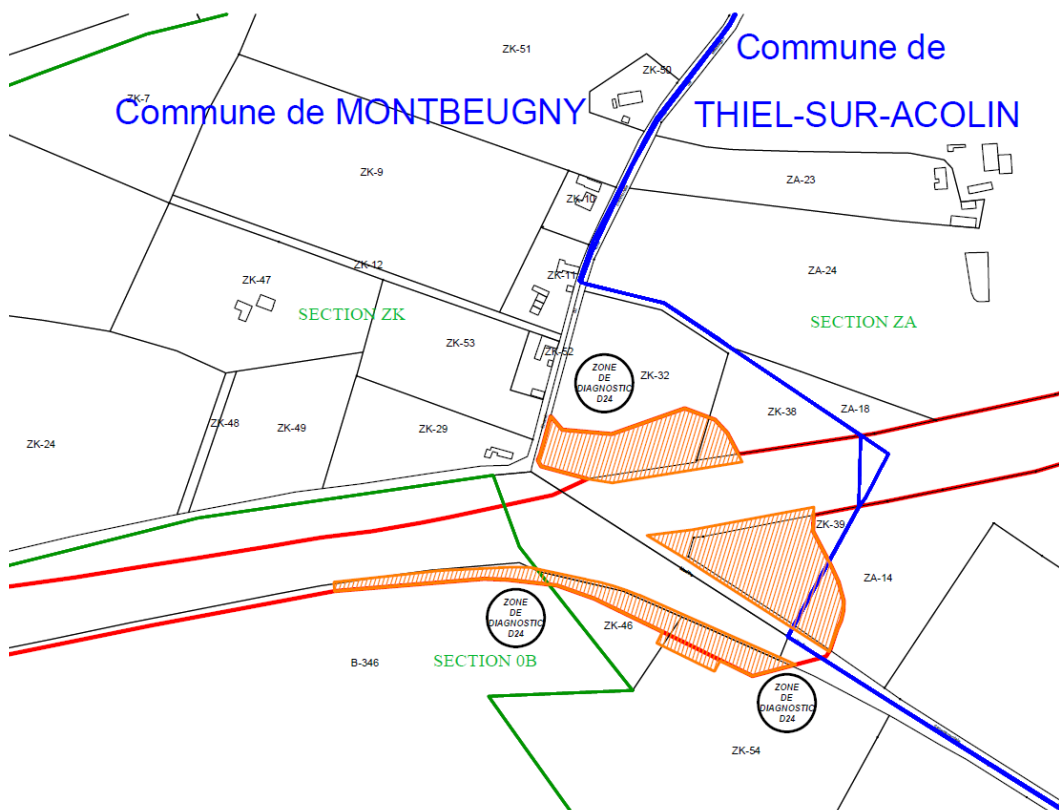 ZK-51
Commune de
ZK-50
ZK-7
Commune de MONTBEUGNY
THIEL-SUR-ACOLIN
ZK-9
ZA-23
ZK-10
ZK-12
ZK-11
ZA-24
ZK-47
SECTION ZK
SECTION ZA
ZK-53
ZK-52
ZONE
DE
DIAGNOSTIC
D24
ZK-32
ZK-38
ZA-18
ZK-48
ZK-49
ZK-29
ZK-24
ZK-39
ZA-14
ZONE
DE
DIAGNOSTIC
D24
ZK-46
B-346
SECTION 0B
ZONE
DE
DIAGNOSTIC
D24
ZK-54